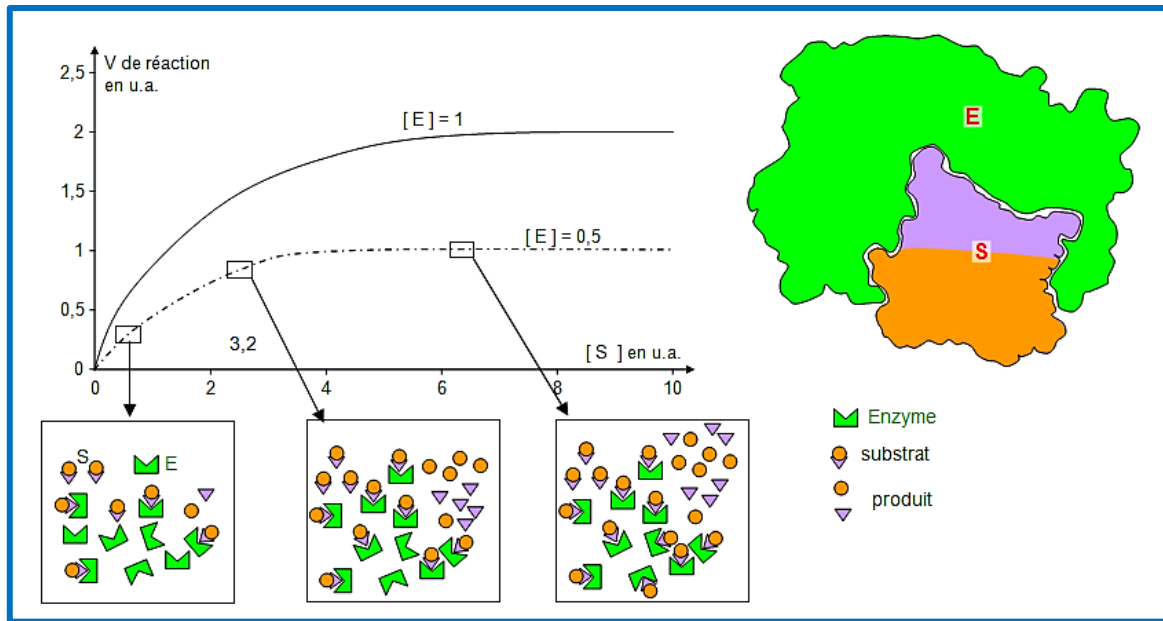 V de réaction
en u.a.
2,5
2
1,5
1
0,5
0
[ E ] = 1
[ E ] = 0,5
3,2
[ S ] en u.a.
0 2 4 6 8 10
S
E
E
S
Enzyme
substrat
produit